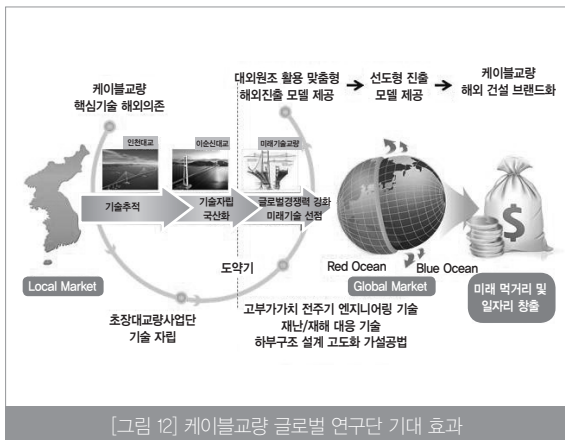 케이블교량
핵심기술 해외의존
대외원조 활용 맞춤형
해외진출 모델 제공
선도형 진출
모델 제공
케이블교량
해외 건설 브랜드화
인천대교
이순신대교
미래기술교량
기술추적
기술자립
국산화
글로벌경쟁력 강화
미래기술 선점
$
도약기
Red Ocean
Blue Ocean
Local Market
Global Market
미래 먹거리 및
일자리 창출
초장대교량사업단
기술 자립
고부가가치 전주기 엔지니어링 기술
재난/재해 대응 기술
하부구조 설계 고도화 가설공법
[그림 12] 케이블교량 글로벌 연구단 기대 효과